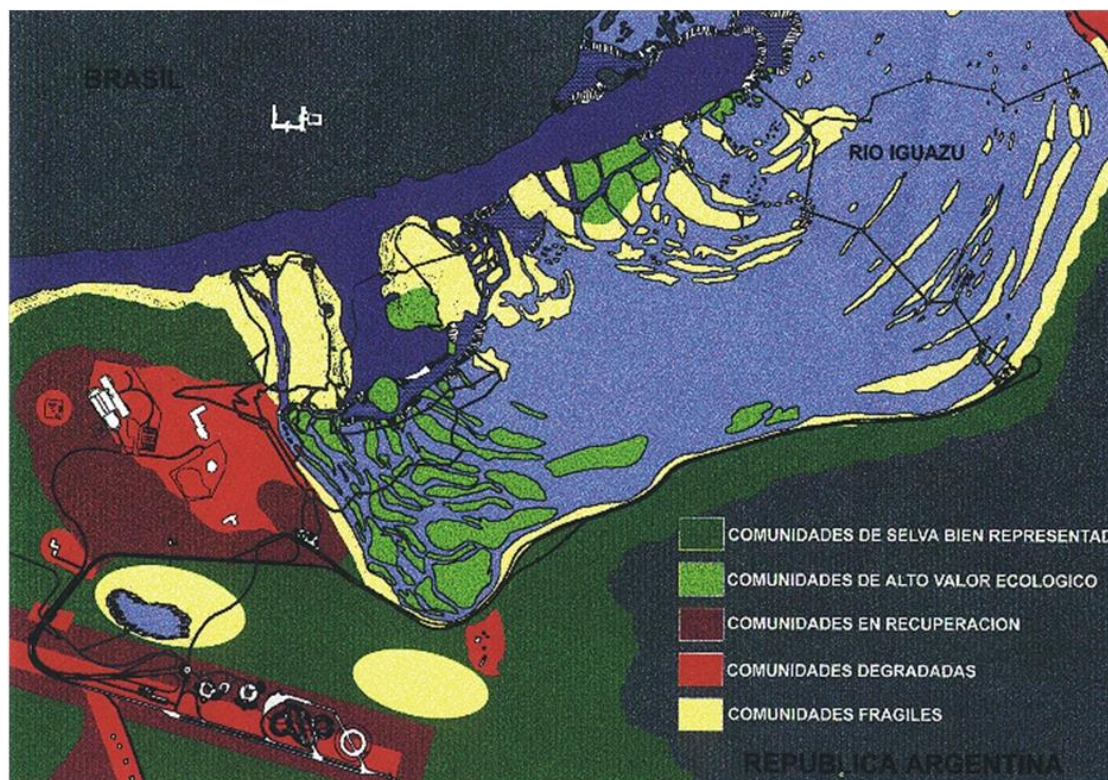 BRASIL
RIO IGUAZU
COMUNIDADES DE SELVA BIEN REPRESENTAD
COMUNIDADES DE ALTO VALOR ECOLOGICO
COMUNIDADES EN RECUPERACION
COMUNIDADES DEGRADADAS
COMUNIDADES FRAGILES
REPUBLICA ARGENTINA